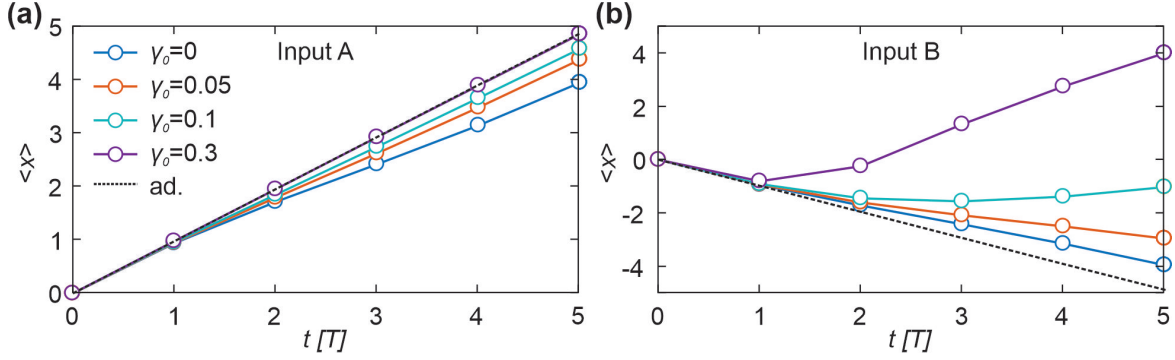 (a)
Input A
γ₀=0
γ₀=0.05
γ₀=0.1
γ₀=0.3
ad.
<x>
5
4
3
2
1
0
0 1 2 3 4 5
t [T]
(b)
Input B
<x>
4
2
0
-2
-4
0 1 2 3 4 5
t [T]